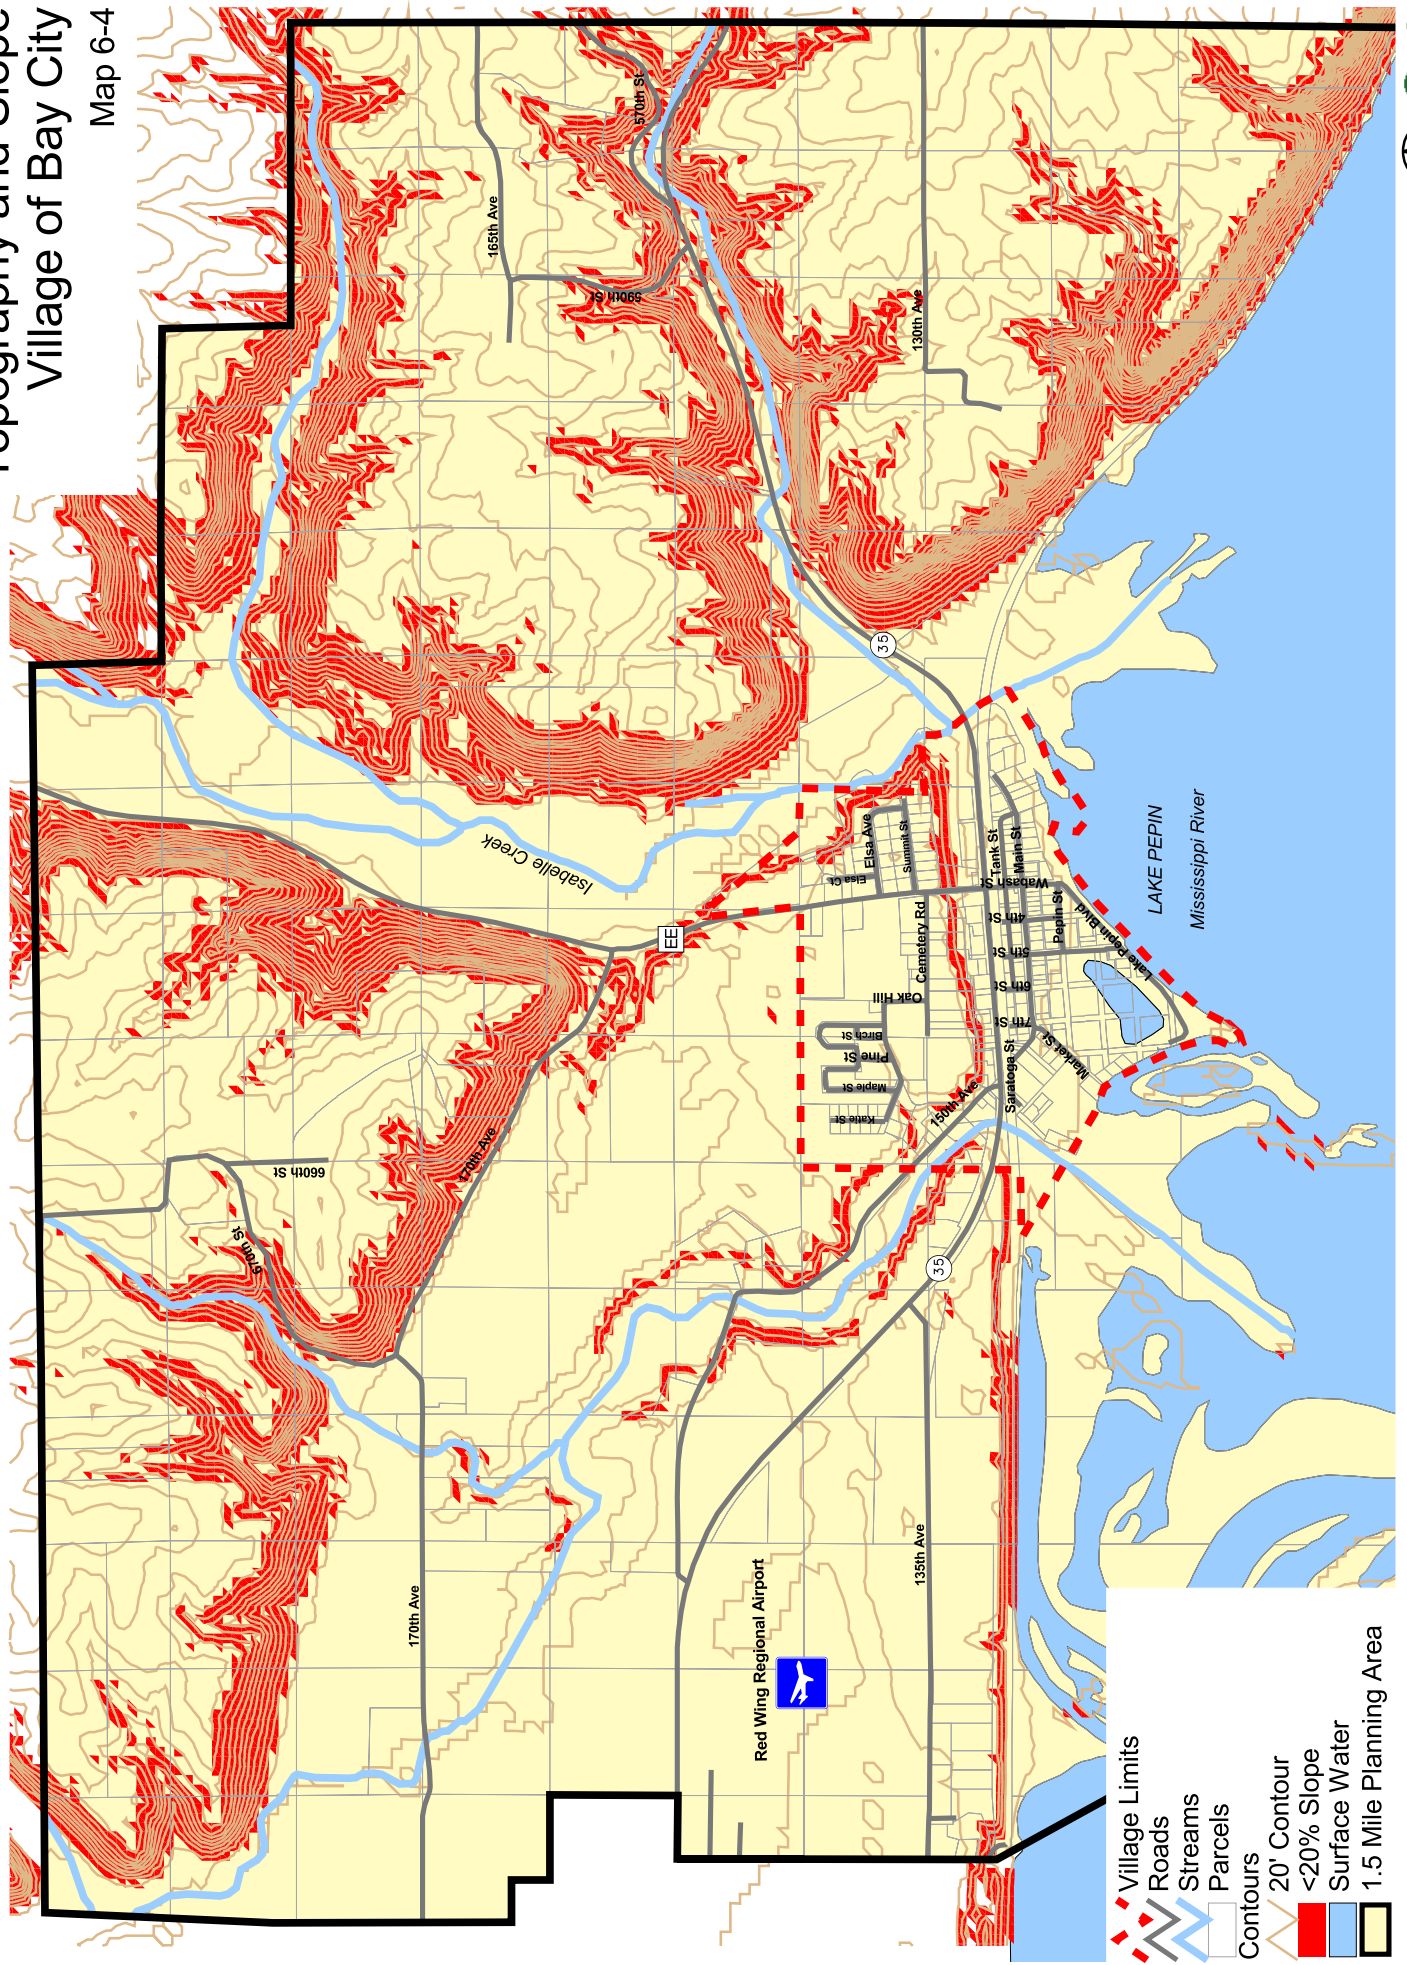 Topography and Slope
Village of Bay City
Map 6-4
570th St
165th Ave
590th St
130th Ave
35
Isabelle Creek
EE
Elsa Ave
Elsa Ct
Summit St
Tank St
Main St
Wabash St
4th St
5th St
6th St
7th St
Pepin St
Lake Pepin Blvd
Cemetery Rd
Oak Hill
Birch St
Pine St
Maple St
Katie St
150th Ave
Saratoga St
Market St
LAKE PEPIN
Mississippi River
660th St
670th St
170th Ave
35
170th Ave
135th Ave
Red Wing Regional Airport
Village Limits
Roads
Streams
Parcels
Contours
20' Contour
<20% Slope
Surface Water
1.5 Mile Planning Area